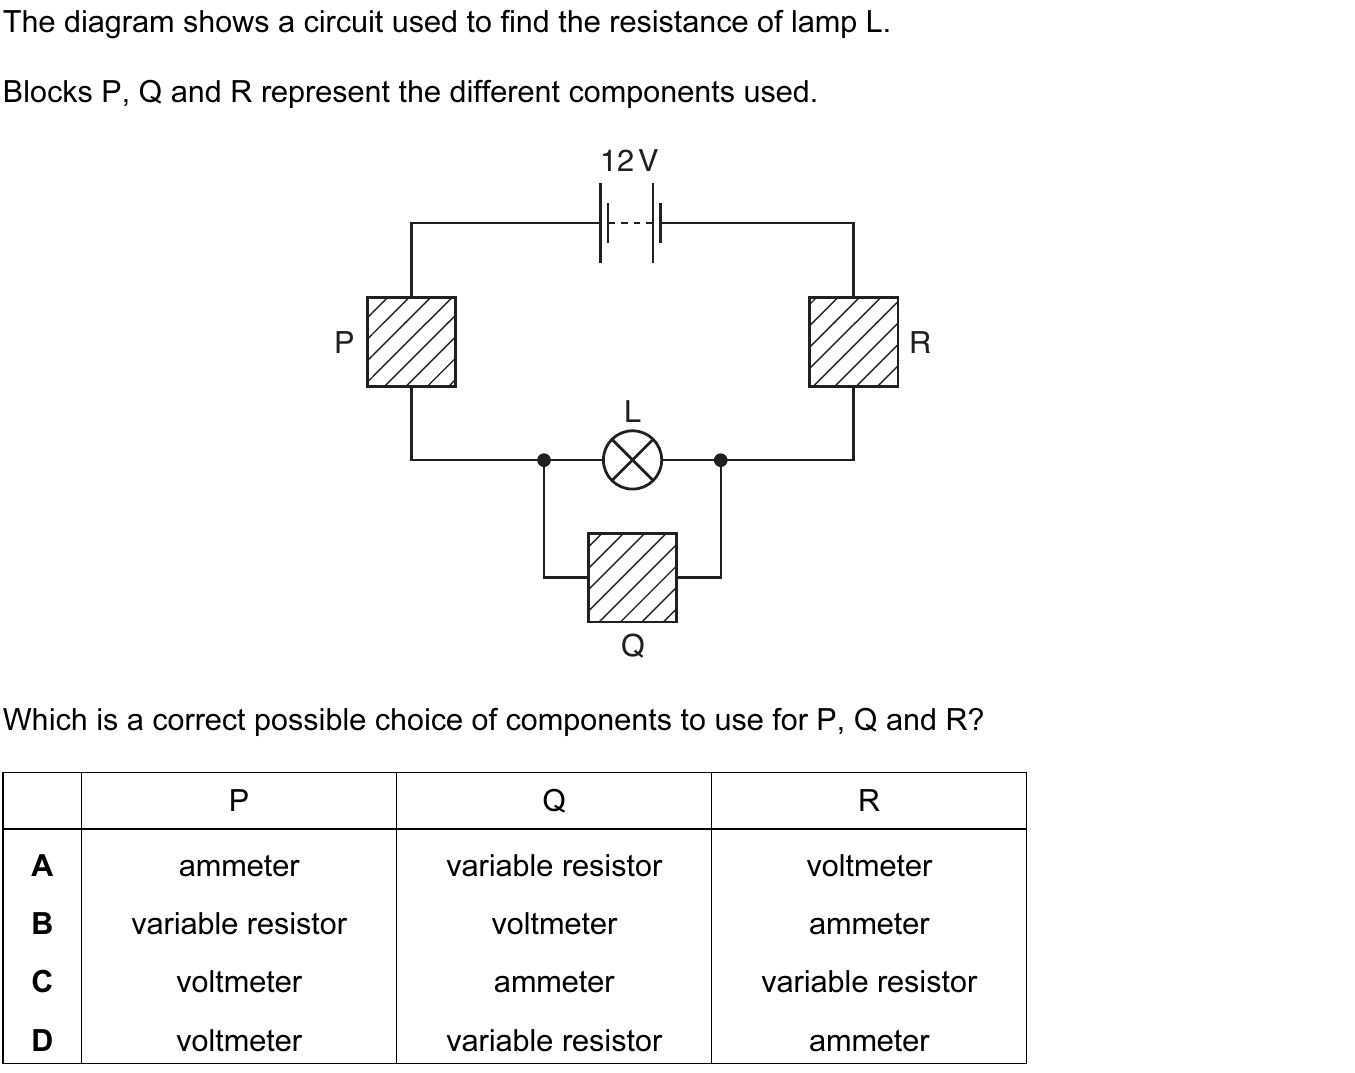 The diagram shows a circuit used to find the resistance of lamp L.
Blocks P, Q and R represent the different components used.
12 V
P
R
L
Q
Which is a correct possible choice of components to use for P, Q and R?
P Q R
A ammeter variable resistor voltmeter
B variable resistor voltmeter ammeter
C voltmeter ammeter variable resistor
D voltmeter variable resistor ammeter